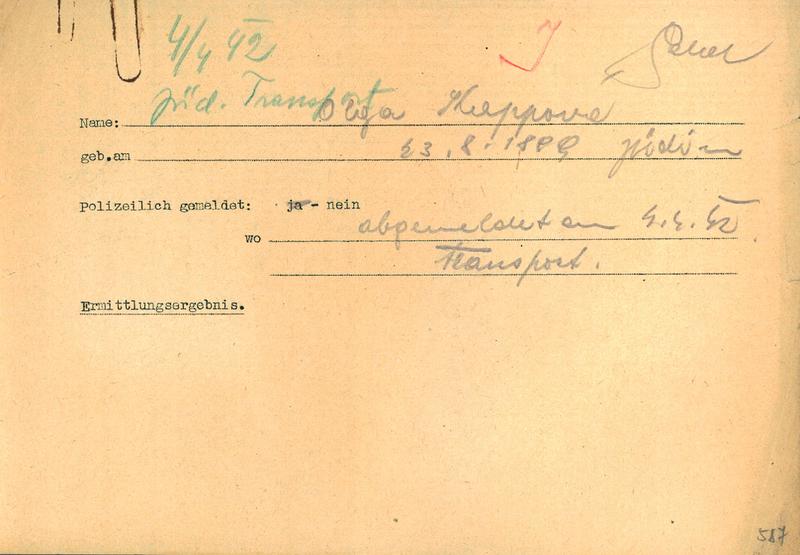 4/4 42
J
jüd. Transport
Name: Olga Kappova
geb.am 23.8.1889 Jüdin
Polizeilich gemeldet: ja - nein
abgemeldet am 4.4.42
wo
Transport.
Ermittlungsergebnis.
587